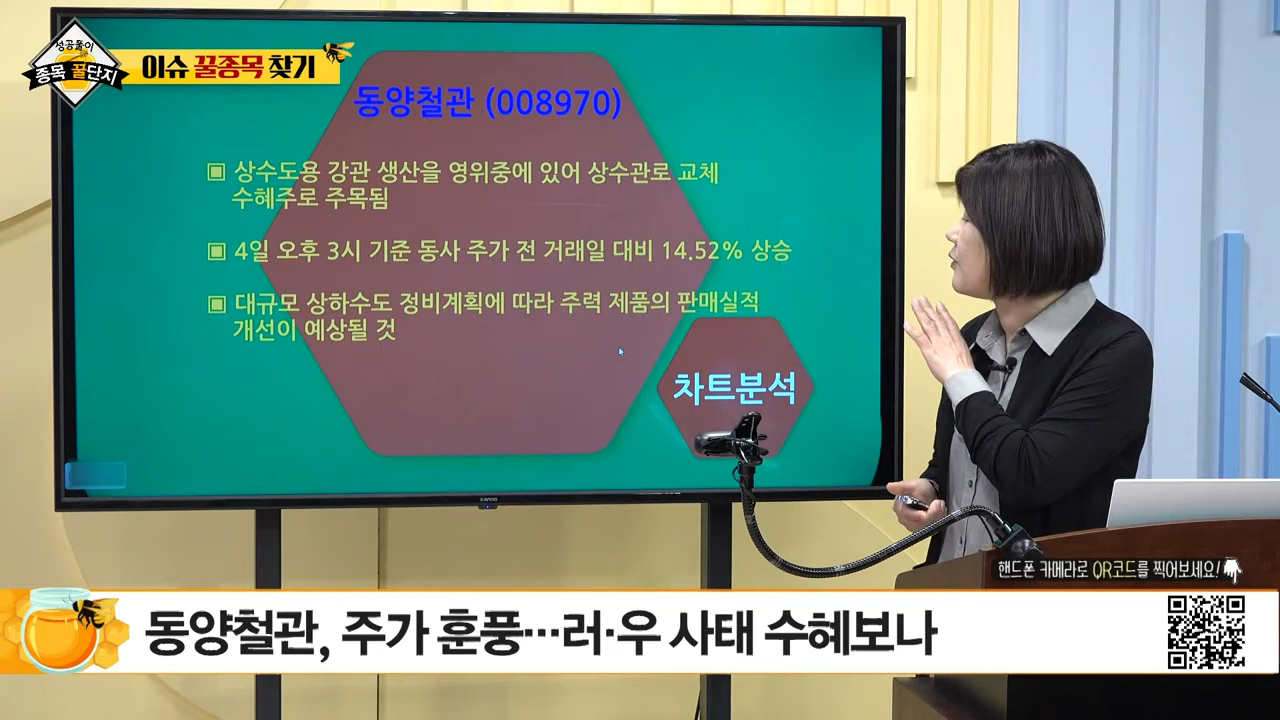 성공풀이
종목 꿀단지
이슈 꿀종목 찾기
동양철관 (008970)
▣ 상수도용 강관 생산을 영위중에 있어 상수관로 교체
수혜주로 주목됨
▣ 4일 오후 3시 기준 동사 주가 전 거래일 대비 14.52% 상승
▣ 대규모 상하수도 정비계획에 따라 주력 제품의 판매실적
개선이 예상될 것
차트분석
핸드폰 카메라로 QR코드를 찍어보세요!
동양철관, 주가 훈풍…러·우 사태 수혜보나